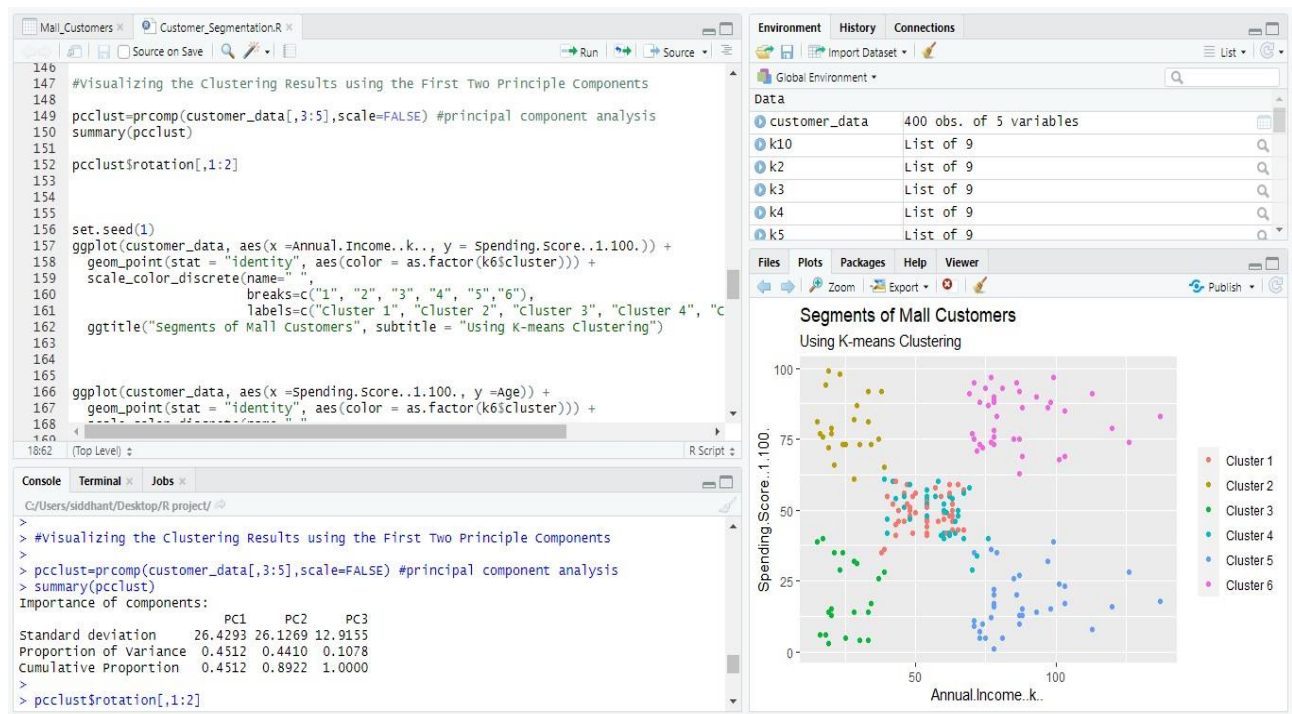 Mall_Customers × Customer_Segmentation.R ×
Source on Save Run Source
146
147 #Visualizing the Clustering Results using the First Two Principle Components
148
149 pcclust=prcomp(customer_data[,3:5],scale=FALSE) #principal component analysis
150 summary(pcclust)
151
152 pcclust$rotation[,1:2]
153
154
155
156 set.seed(1)
157 ggplot(customer_data, aes(x =Annual.Income..k.., y = Spending.Score..1.100.)) +
158 geom_point(stat = "identity", aes(color = as.factor(k6$cluster))) +
159 scale_color_discrete(name=" ",
160 breaks=c("1", "2", "3", "4", "5","6"),
161 labels=c("Cluster 1", "Cluster 2", "Cluster 3", "Cluster 4", "C
162 ggtitle("Segments of Mall Customers", subtitle = "Using K-means Clustering")
163
164
165
166 ggplot(customer_data, aes(x =Spending.Score..1.100., y =Age)) +
167 geom_point(stat = "identity", aes(color = as.factor(k6$cluster))) +
168
169
18:62 (Top Level) R Script
Console Terminal × Jobs ×
C:/Users/siddhant/Desktop/R project/
>
> #Visualizing the Clustering Results using the First Two Principle Components
>
> pcclust=prcomp(customer_data[,3:5],scale=FALSE) #principal component analysis
> summary(pcclust)
Importance of components:
PC1 PC2 PC3
Standard deviation 26.4293 26.1269 12.9155
Proportion of Variance 0.4512 0.4410 0.1078
Cumulative Proportion 0.4512 0.8922 1.0000
>
> pcclust$rotation[,1:2]
Environment History Connections
Import Dataset List
Global Environment
Data
customer_data 400 obs. of 5 variables
k10 List of 9
k2 List of 9
k3 List of 9
k4 List of 9
k5 List of 9
Files Plots Packages Help Viewer
Zoom Export Publish
Segments of Mall Customers
Using K-means Clustering
100
75
50
25
0
Spending.Score..1.100.
50 100
Annual.Income..k..
Cluster 1
Cluster 2
Cluster 3
Cluster 4
Cluster 5
Cluster 6